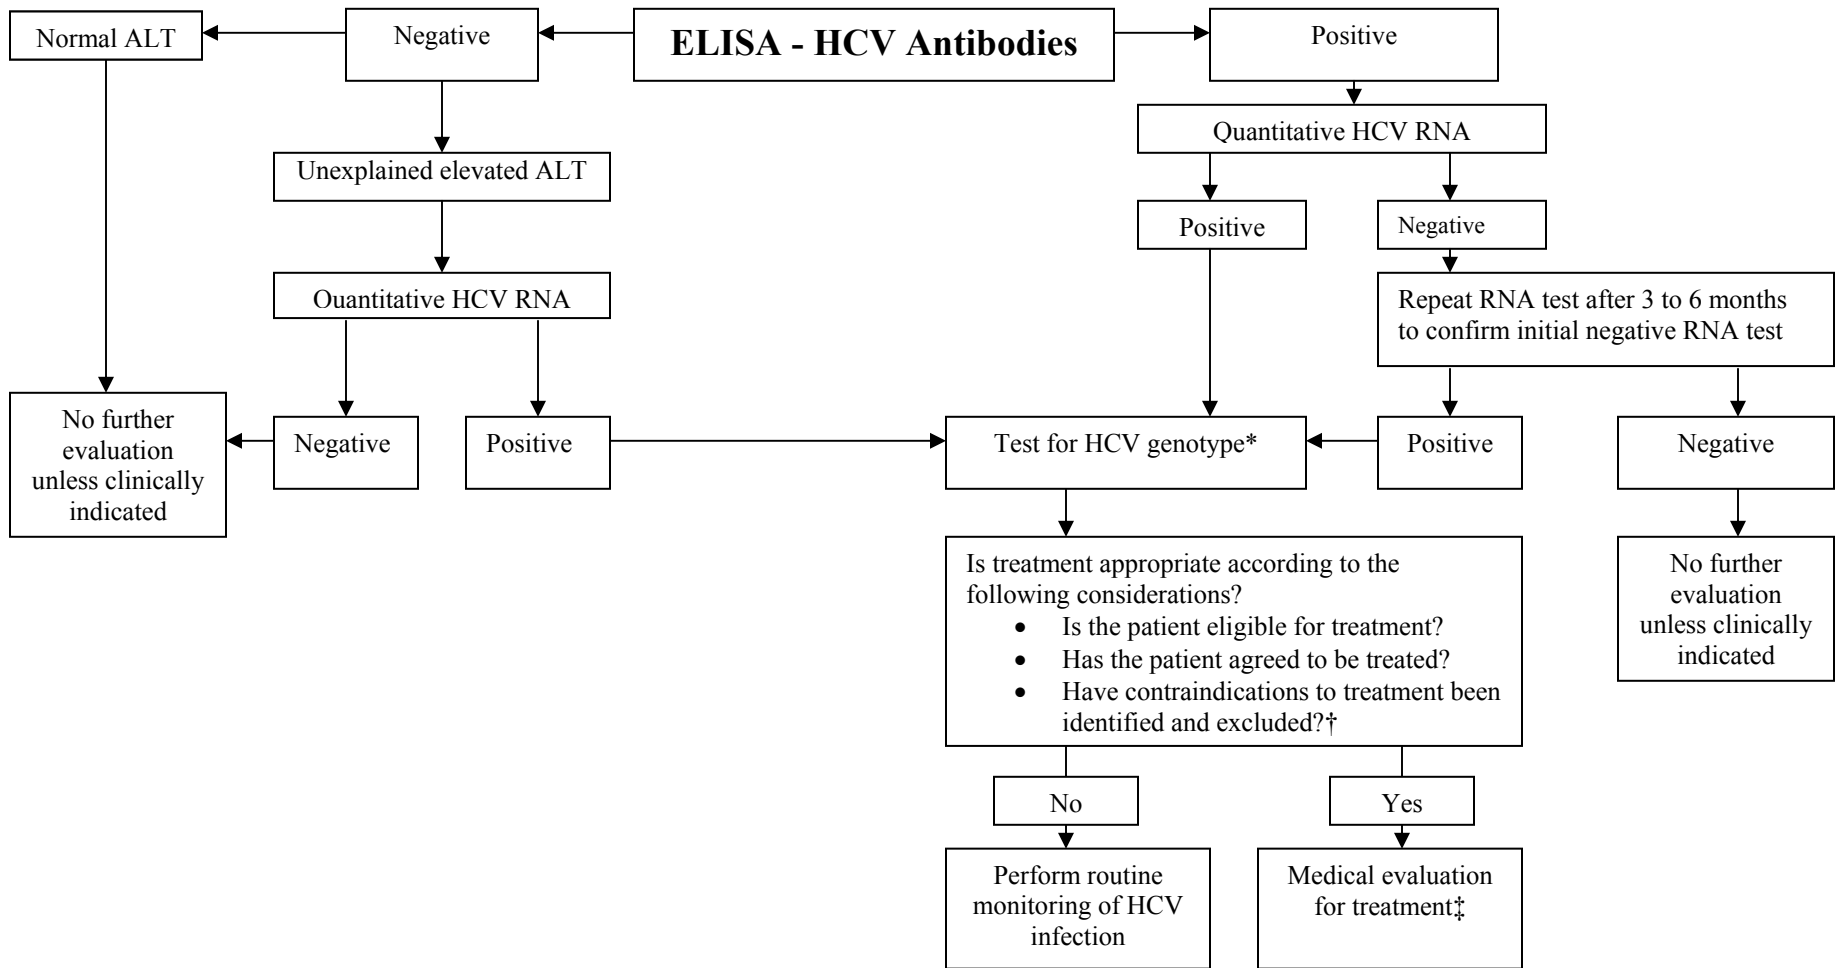 Normal ALT
Negative
ELISA - HCV Antibodies
Positive
Quantitative HCV RNA
Unexplained elevated ALT
Positive
Negative
Ouantitative HCV RNA
Repeat RNA test after 3 to 6 months
to confirm initial negative RNA test
No further
evaluation
unless clinically
indicated
Negative
Positive
Test for HCV genotype*
Positive
Negative
Is treatment appropriate according to the
following considerations?
• Is the patient eligible for treatment?
• Has the patient agreed to be treated?
• Have contraindications to treatment been
identified and excluded?†
No further
evaluation
unless clinically
indicated
No
Yes
Perform routine
monitoring of HCV
infection
Medical evaluation
for treatment‡